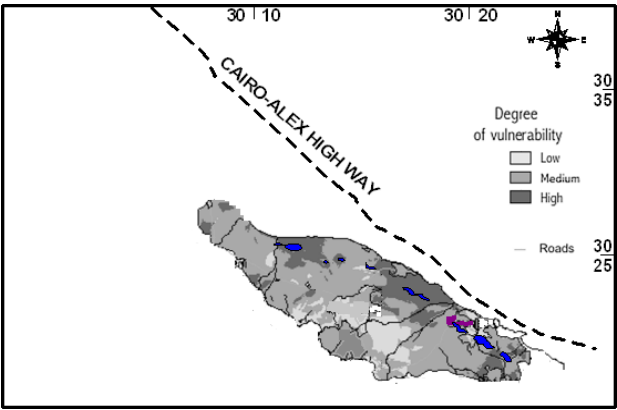 30 10
30 20
N
W E
S
30
35
CAIRO-ALEX HIGH WAY
Degree
of vulnerability
Low
Medium
High
Roads
30
25